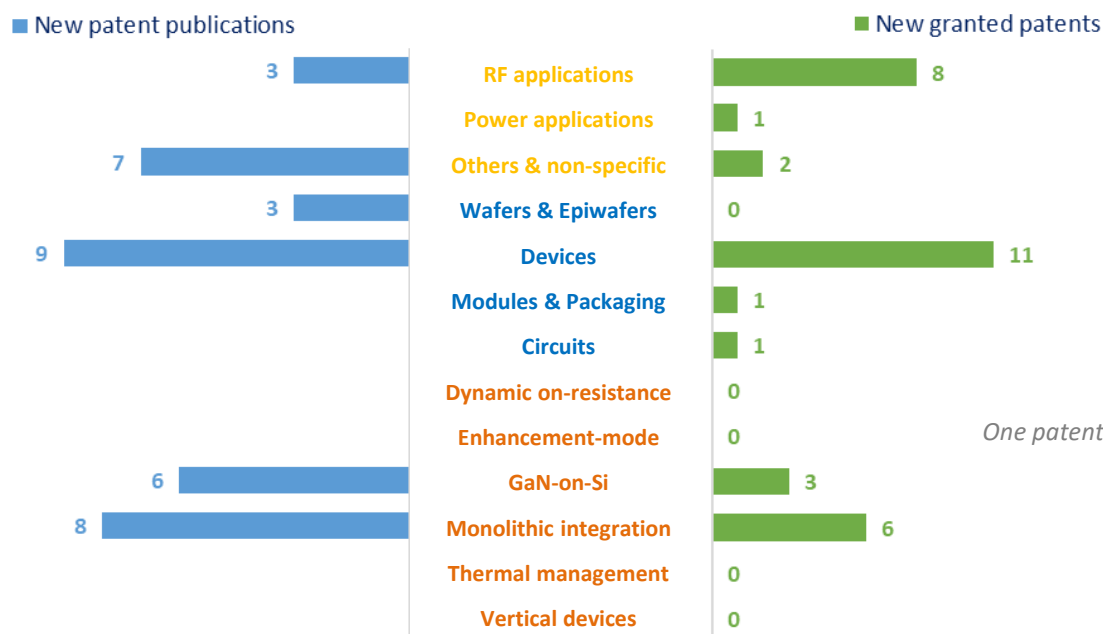 New patent publications
New granted patents
3 RF applications 8
Power applications 1
7 Others & non-specific 2
3 Wafers & Epiwafers 0
9 Devices 11
Modules & Packaging 1
Circuits 1
Dynamic on-resistance 0
Enhancement-mode 0
One patent
6 GaN-on-Si 3
8 Monolithic integration 6
Thermal management 0
Vertical devices 0